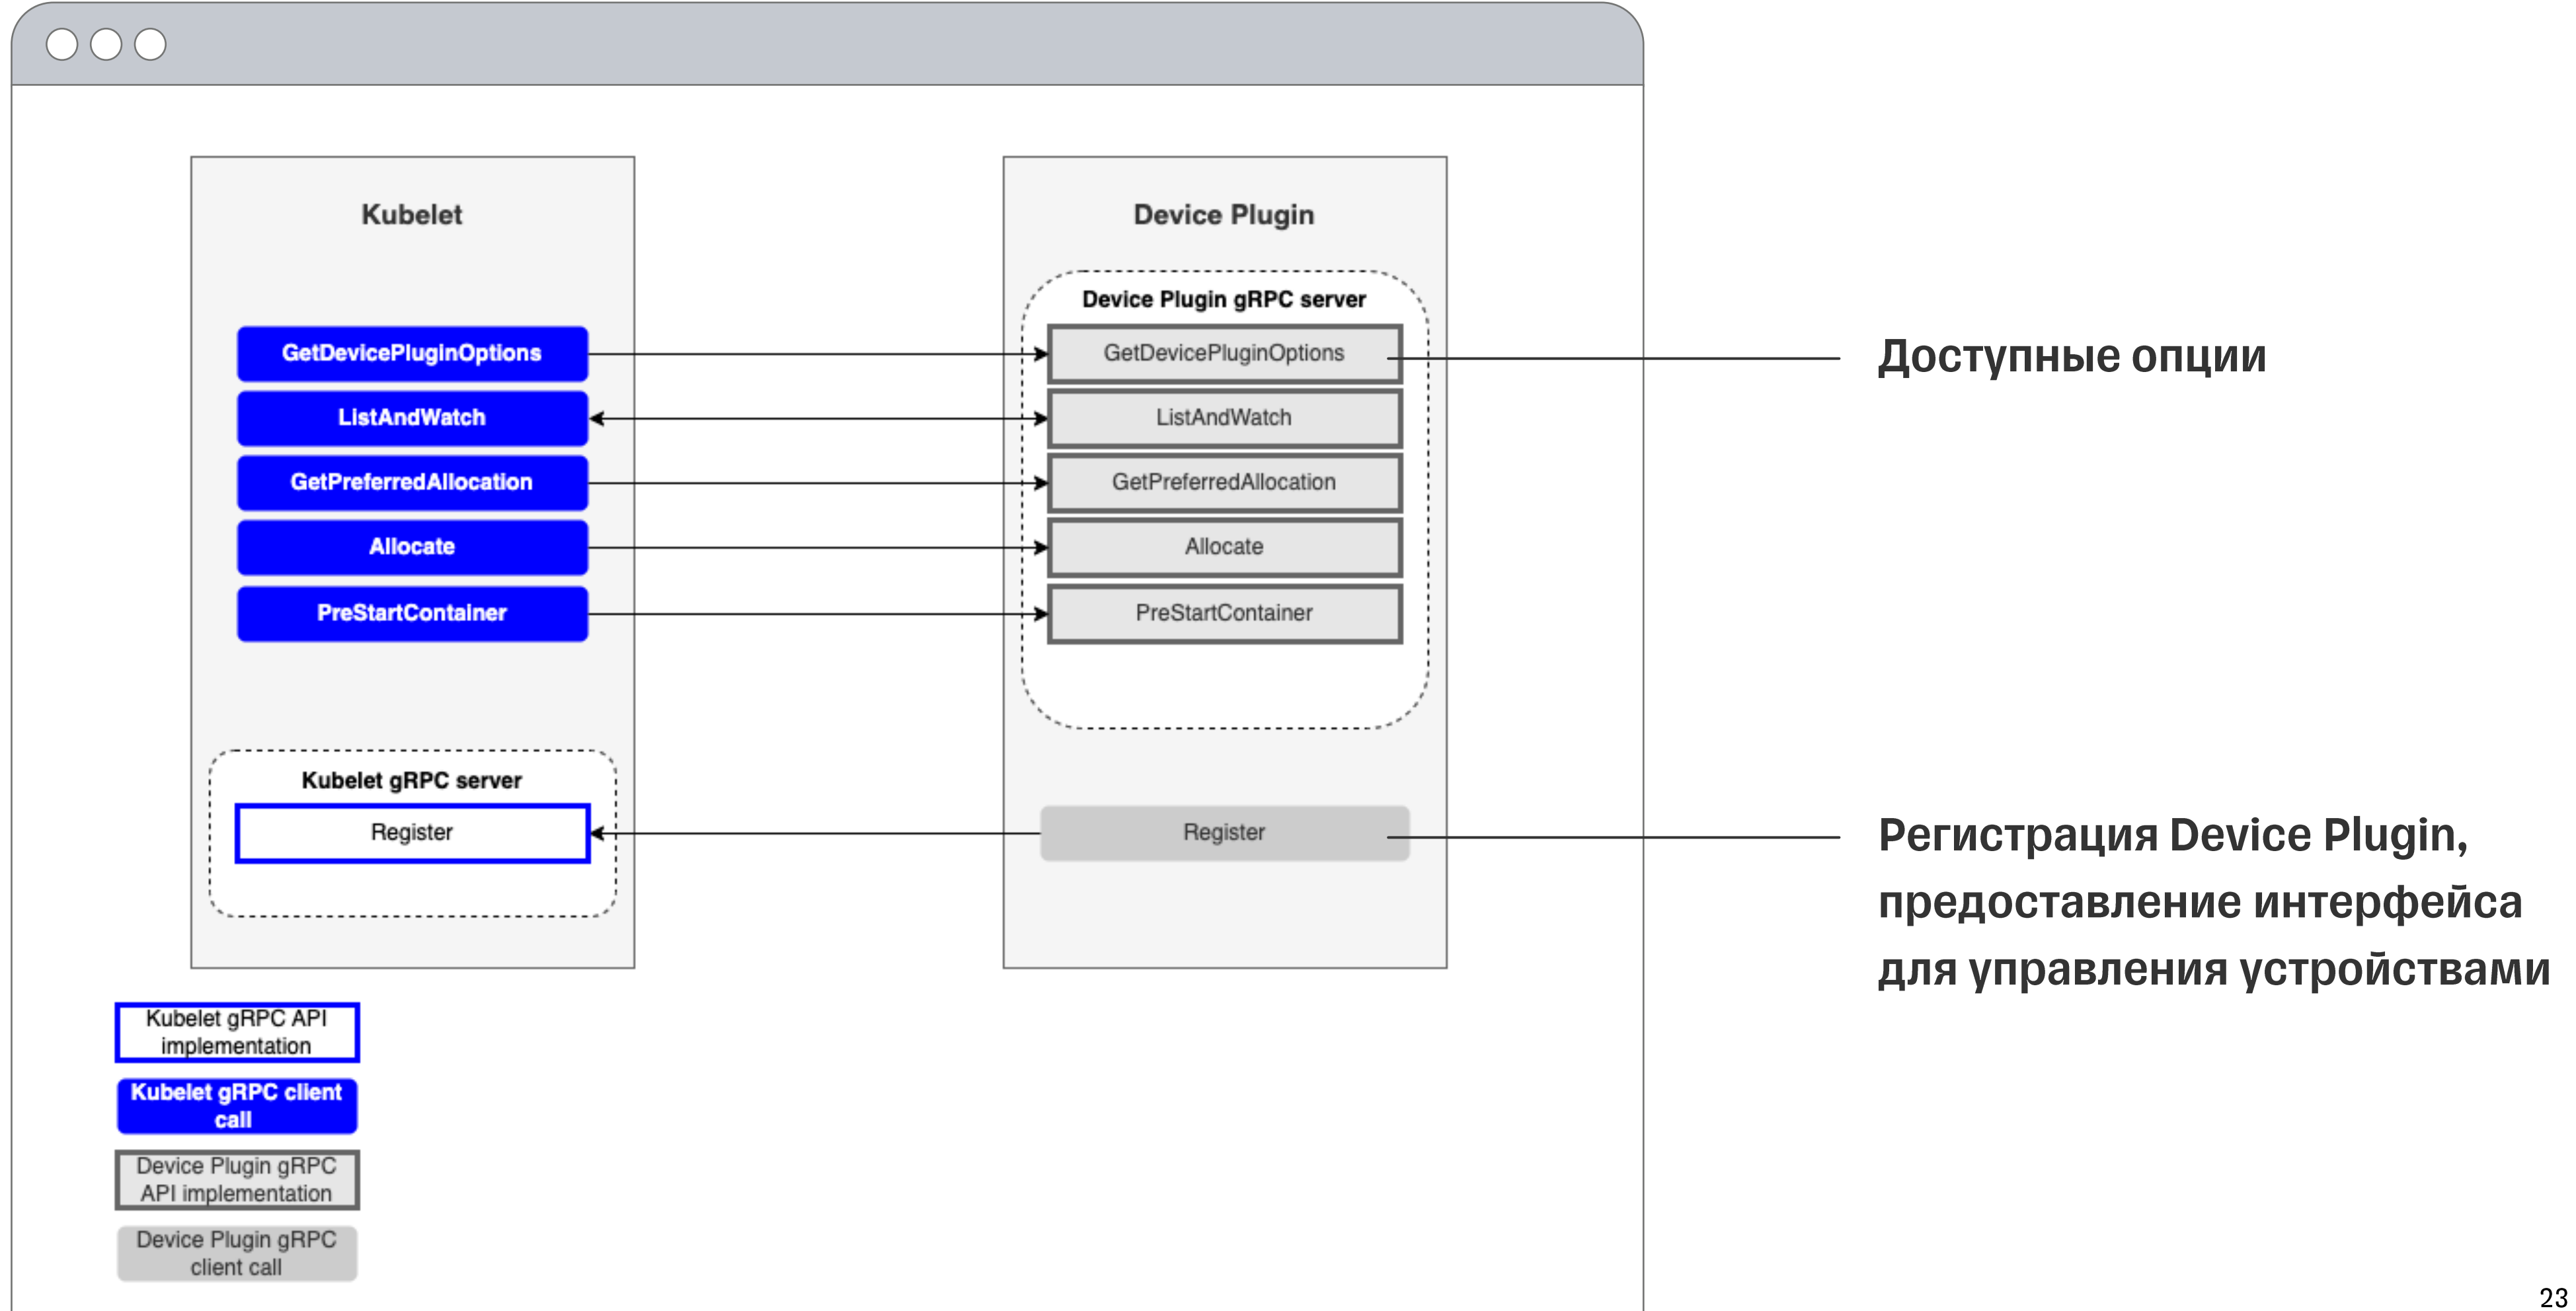 Kubelet
GetDevicePluginOptions
ListAndWatch
GetPreferredAllocation
Allocate
PreStartContainer
Kubelet gRPC server
Register
Device Plugin
Device Plugin gRPC server
GetDevicePluginOptions
ListAndWatch
GetPreferredAllocation
Allocate
PreStartContainer
Register
Доступные опции
Регистрация Device Plugin,
предоставление интерфейса
для управления устройствами
Kubelet gRPC API
implementation
Kubelet gRPC client
call
Device Plugin gRPC
API implementation
Device Plugin gRPC
client call
23